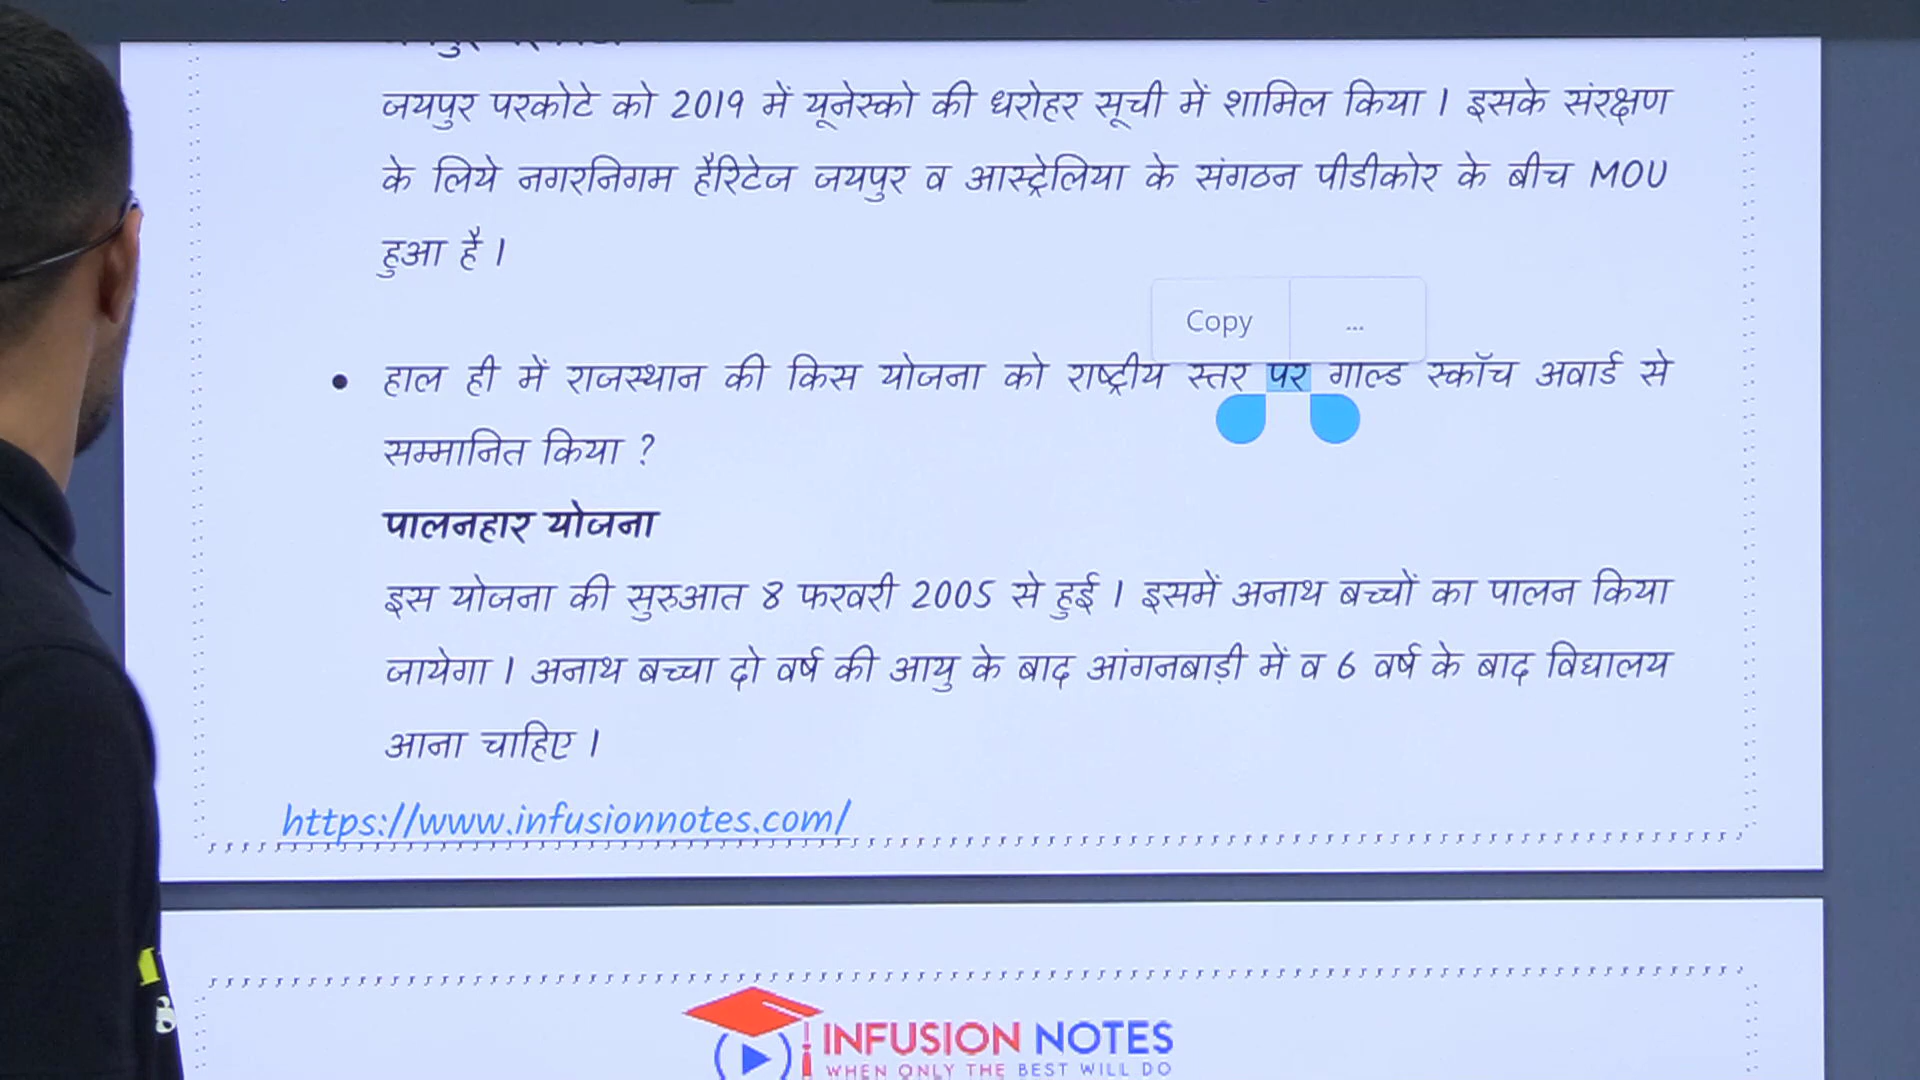 जयपुर परकोटे को 2019 में यूनेस्को की धरोहर सूची में शामिल किया । इसके संरक्षण
के लिये नगरनिगम हैरिटेज जयपुर व आस्ट्रेलिया के संगठन पीडीकोर के बीच MOU
हुआ है ।
Copy ...
• हाल ही में राजस्थान की किस योजना को राष्ट्रीय स्तर पर गाल्ड स्कॉच अवार्ड से
सम्मानित किया ?
पालनहार योजना
इस योजना की सुरुआत 8 फरवरी 2005 से हुई । इसमें अनाथ बच्चों का पालन किया
जायेगा । अनाथ बच्चा दो वर्ष की आयु के बाद आंगनबाड़ी में व 6 वर्ष के बाद विद्यालय
आना चाहिए ।
https://www.infusionnotes.com/
INFUSION NOTES
WHEN ONLY THE BEST WILL DO